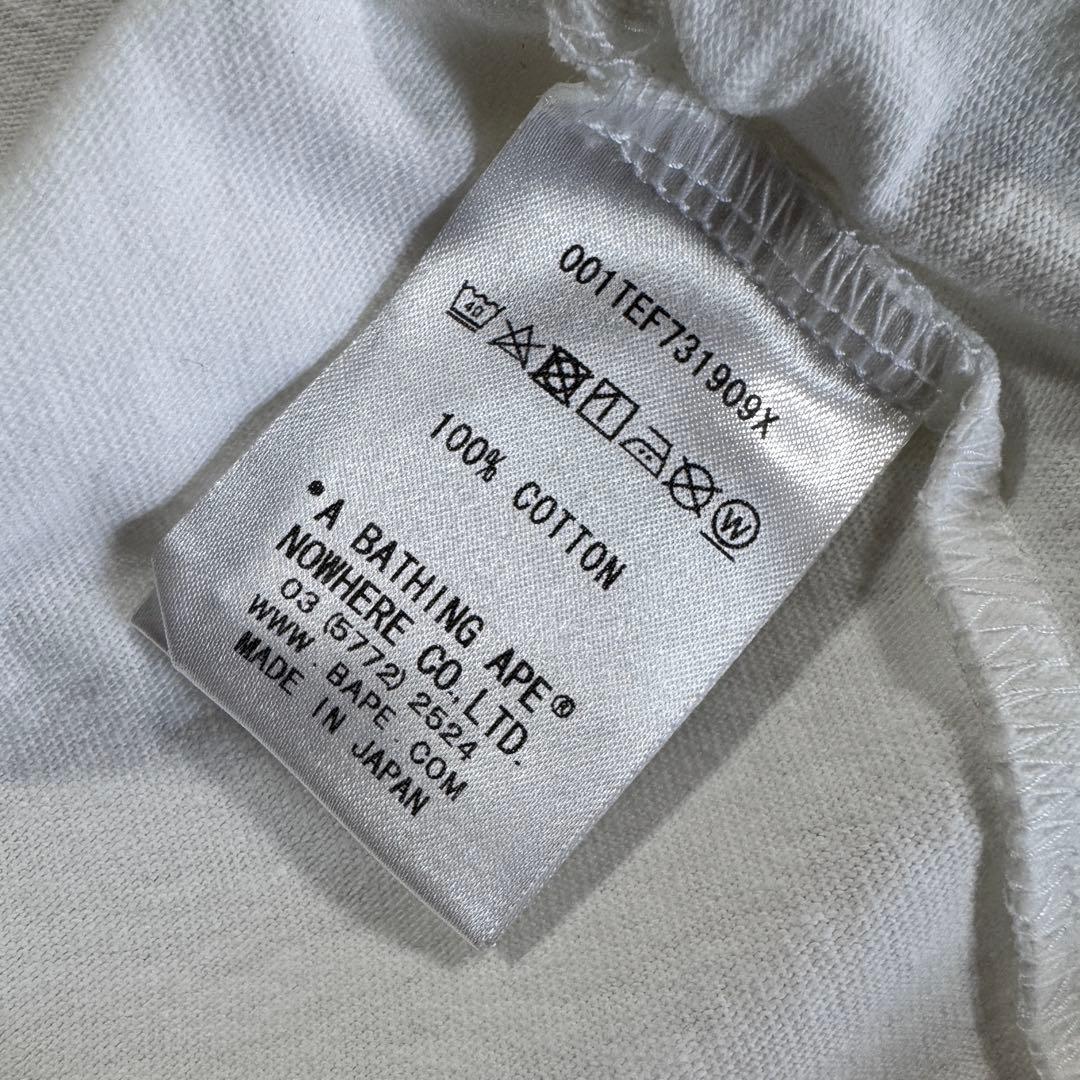 001TEF731909X
40 W
100% COTTON
*A BATHING APE®
NOWHERE CO.,LTD.
03 (5772) 2524
WWW.BAPE.COM
MADE IN JAPAN